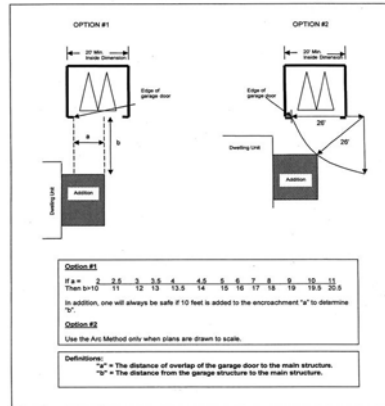 OPTION #1
OPTION #2
20' Min.
Inside Dimension
20' Min.
Inside Dimension
Edge of
garage door
Edge of
garage door
a
b
26'
26'
Dwelling Unit
Dwelling Unit
Addition
Addition
Option #1
If a = 2 2.5 3 3.5 4 4.5 5 6 7 8 9 10 11
Then b>10 11 12 13 13.5 14 15 16 17 18 19 19.5 20.5
In addition, one will always be safe if 10 feet is added to the encroachment "a" to determine
"b".
Option #2
Use the Arc Method only when plans are drawn to scale.
Definitions:
"a" = The distance of overlap of the garage door to the main structure.
"b" = The distance from the garage structure to the main structure.